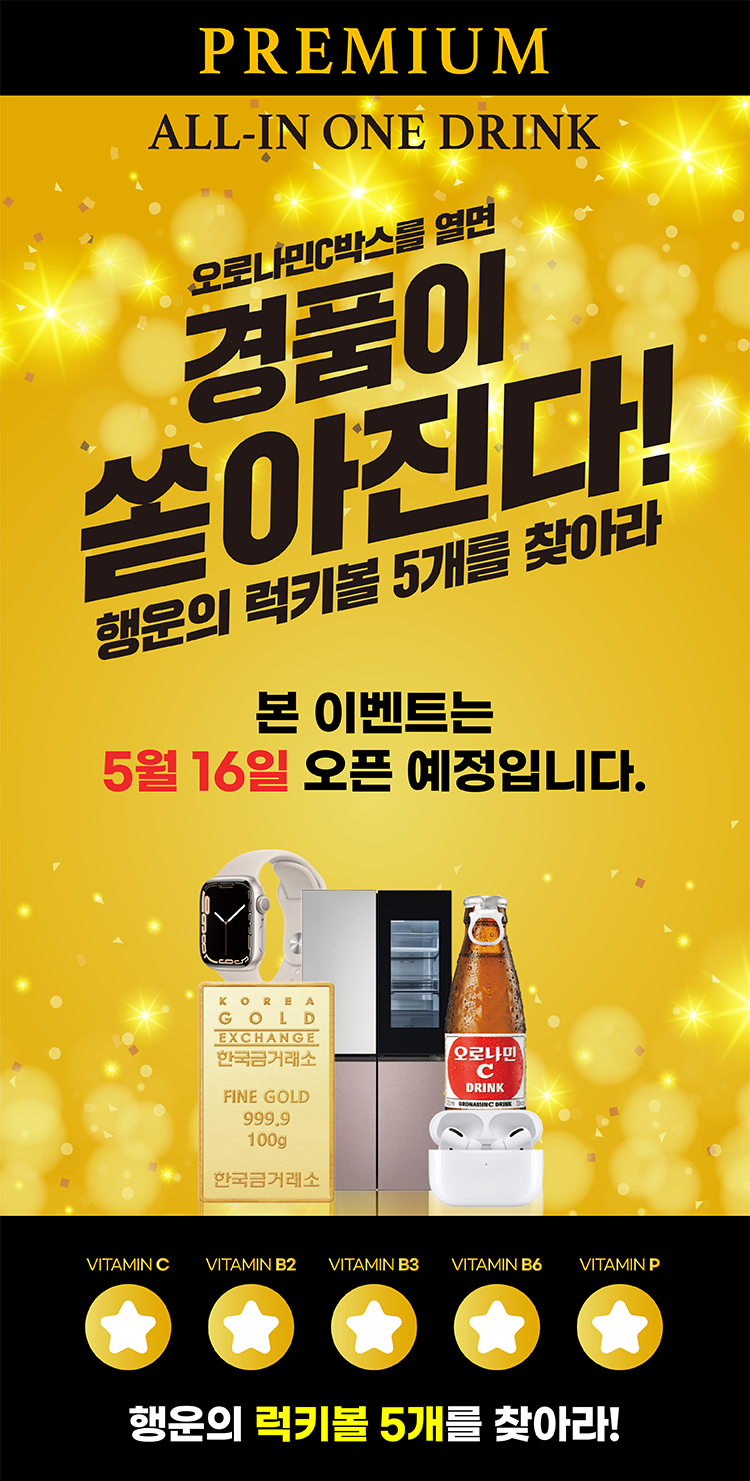 PREMIUM
ALL-IN ONE DRINK
오로나민C박스를 열면
경품이
쏟아진다!
행운의 럭키볼 5개를 찾아라
본 이벤트는
5월 16일 오픈 예정입니다.
KOREA
GOLD
EXCHANGE
한국금거래소
FINE GOLD
999.9
100g
한국금거래소
오로나민
C
DRINK
ORONAMIN C DRINK
VITAMIN C
VITAMIN B2
VITAMIN B3
VITAMIN B6
VITAMIN P
행운의 럭키볼 5개를 찾아라!